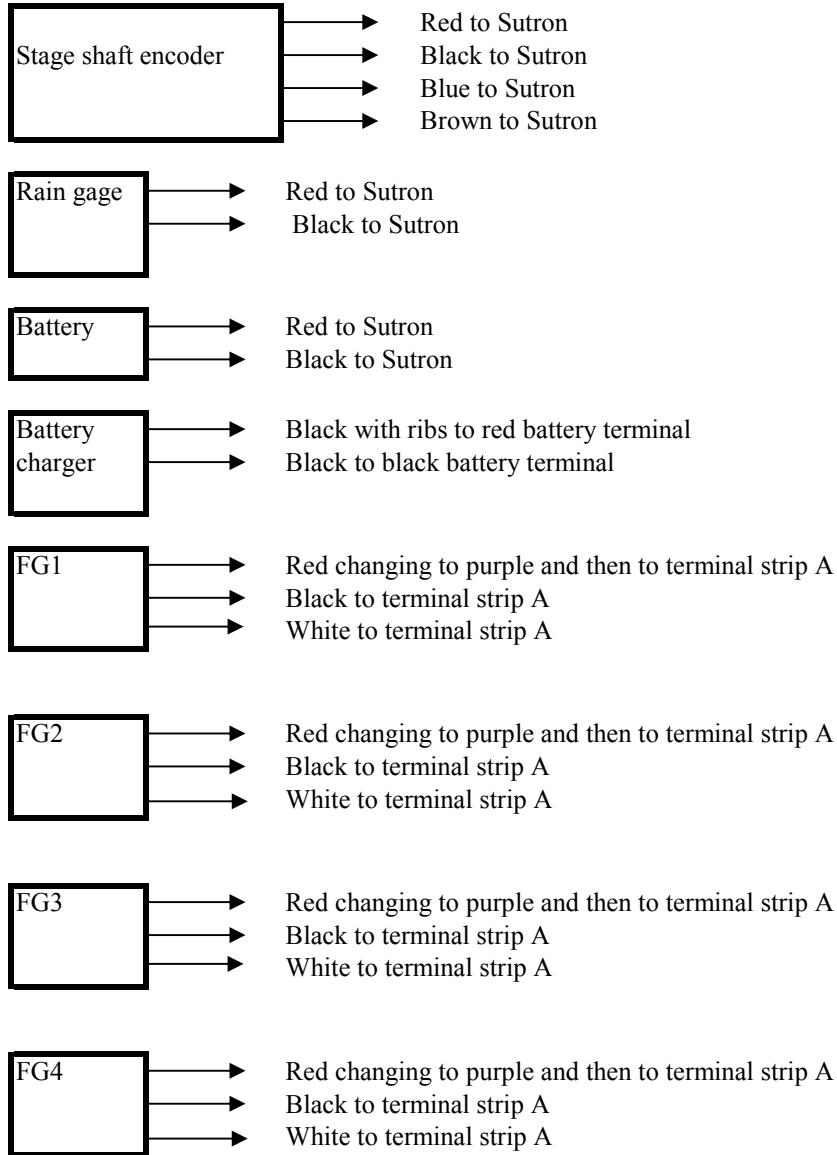 Stage shaft encoder
Red to Sutron
Black to Sutron
Blue to Sutron
Brown to Sutron
Rain gage
Red to Sutron
Black to Sutron
Battery
Red to Sutron
Black to Sutron
Battery
charger
Black with ribs to red battery terminal
Black to black battery terminal
FG1
Red changing to purple and then to terminal strip A
Black to terminal strip A
White to terminal strip A
FG2
Red changing to purple and then to terminal strip A
Black to terminal strip A
White to terminal strip A
FG3
Red changing to purple and then to terminal strip A
Black to terminal strip A
White to terminal strip A
FG4
Red changing to purple and then to terminal strip A
Black to terminal strip A
White to terminal strip A